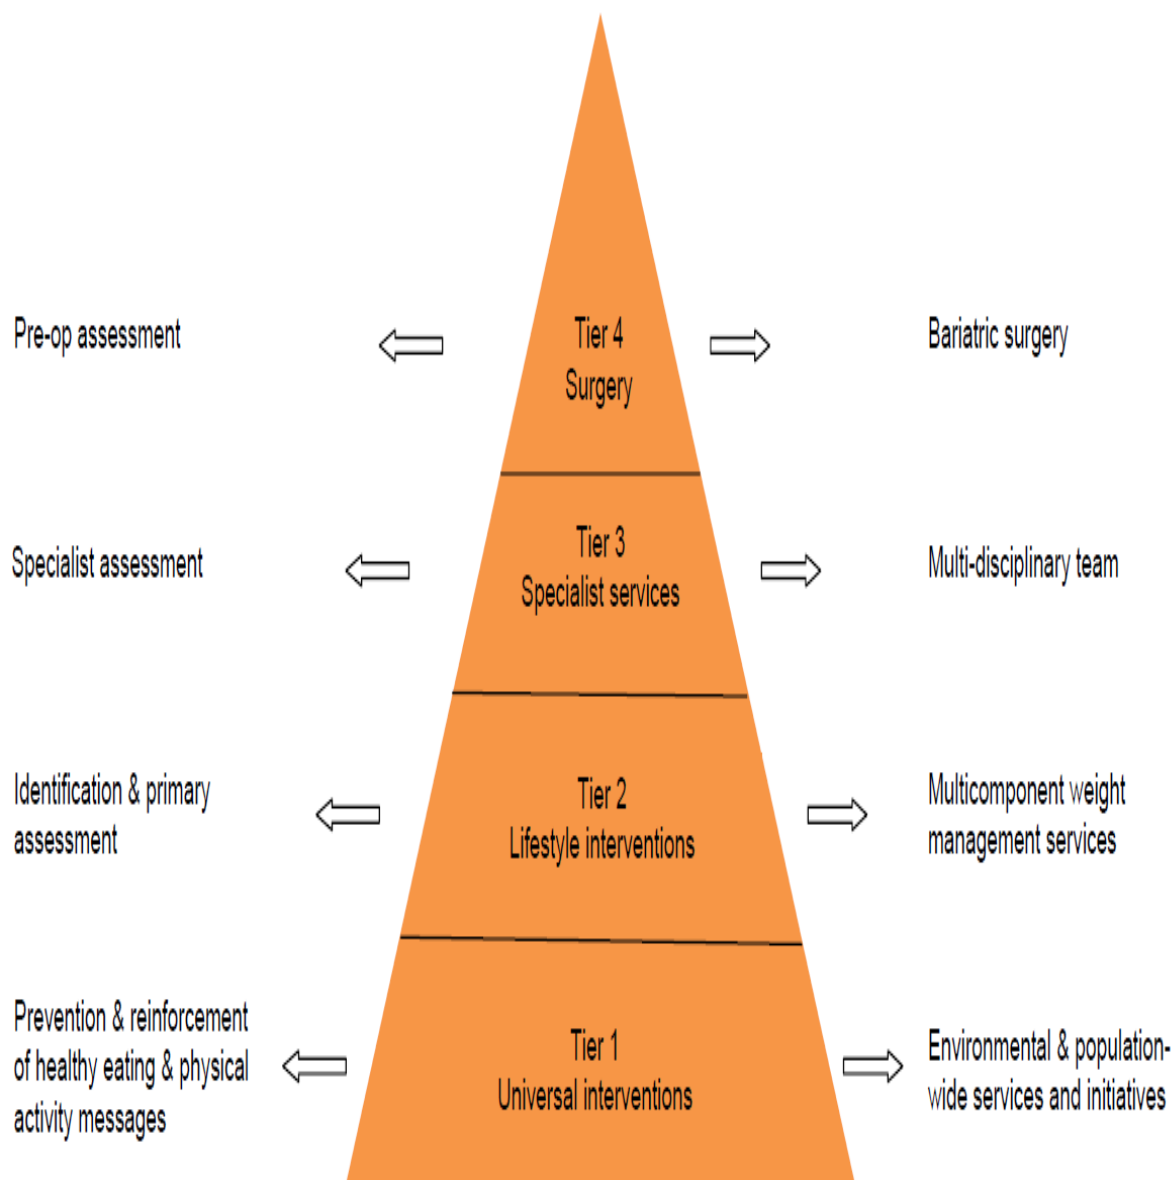 Pre-op assessment
Tier 4
Surgery
Bariatric surgery
Specialist assessment
Tier 3
Specialist services
Multi-disciplinary team
Identification & primary
assessment
Tier 2
Lifestyle interventions
Multicomponent weight
management services
Prevention & reinforcement
of healthy eating & physical
activity messages
Tier 1
Universal interventions
Environmental & population-
wide services and initiatives